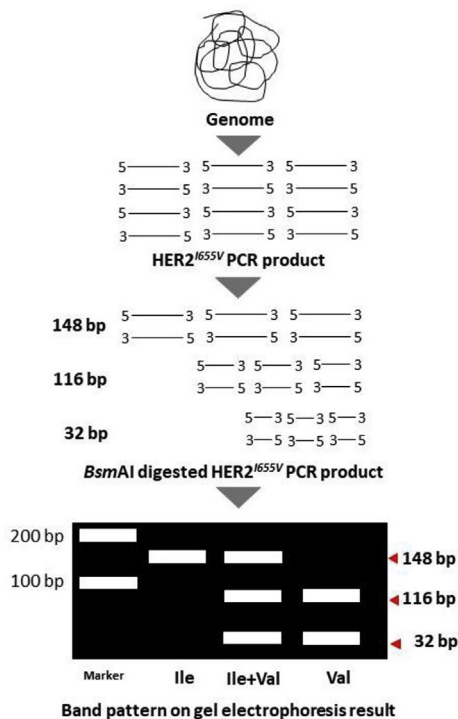 Genome
5 3 5 3 5 3
3 5 3 5 3 5
5 3 5 3 5 3
3 5 3 5 3 5
HER2I655V PCR product
148 bp
5 3 5 3 5 3
3 5 3 5 3 5
116 bp
5 3 5 3 5 3
3 5 3 5 3 5
32 bp
5 3 5 3 5 3
3 5 3 5 3 5
BsmAI digested HER2I655V PCR product
200 bp
100 bp
148 bp
116 bp
32 bp
Marker Ile Ile+Val Val
Band pattern on gel electrophoresis result